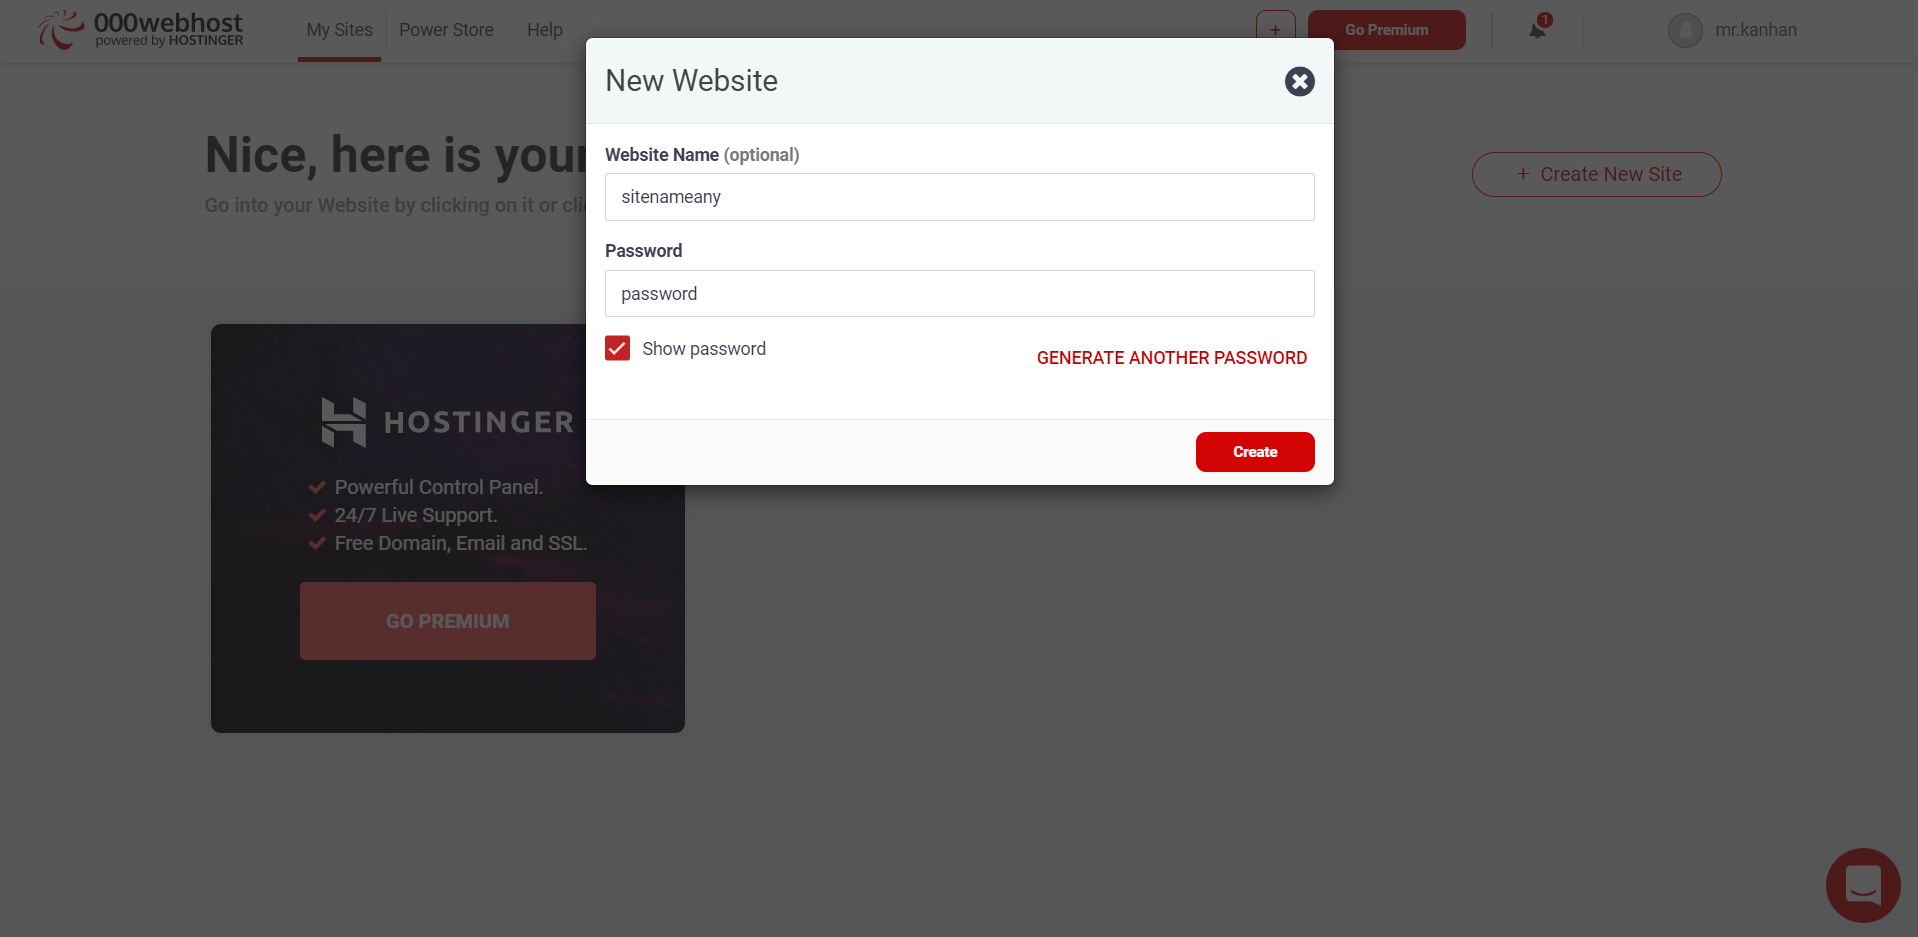 000webhost
powered by HOSTINGER
My Sites
Power Store
Help
+
Go Premium
1
mr.kanhan
New Website
Nice, here is your
Go into your Website by clicking on it or
+ Create New Site
Website Name (optional)
sitenameany
Password
password
Show password
GENERATE ANOTHER PASSWORD
Create
HOSTINGER
Powerful Control Panel.
24/7 Live Support.
Free Domain, Email and SSL.
GO PREMIUM